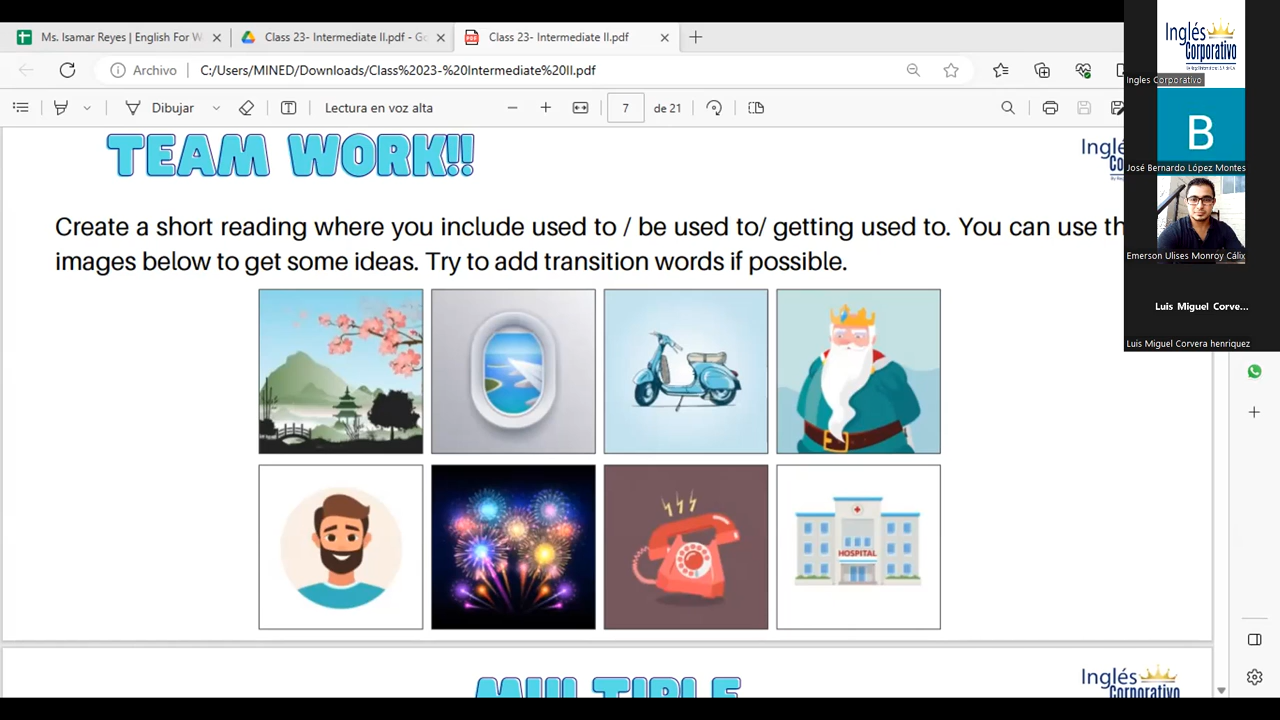 Ms. Isamar Reyes | English For W
Class 23- Intermediate II.pdf - Go
Class 23- Intermediate II.pdf
Archivo
C:/Users/MINED/Downloads/Class%2023-%20Intermediate%20II.pdf
Dibujar
Lectura en voz alta
7
de 21
TEAM WORK!!
Inglés
Corporativo
Create a short reading where you include used to / be used to/ getting used to. You can use th
images below to get some ideas. Try to add transition words if possible.
HOSPITAL
MULTIPLE
Inglés
Corporativo
Inglés
Corporativo
Ingles Corporativo
B
José Bernardo López Montes
Emerson Ulises Monroy Cálix
Luis Miguel Corve...
Luis Miguel Corvera henriquez